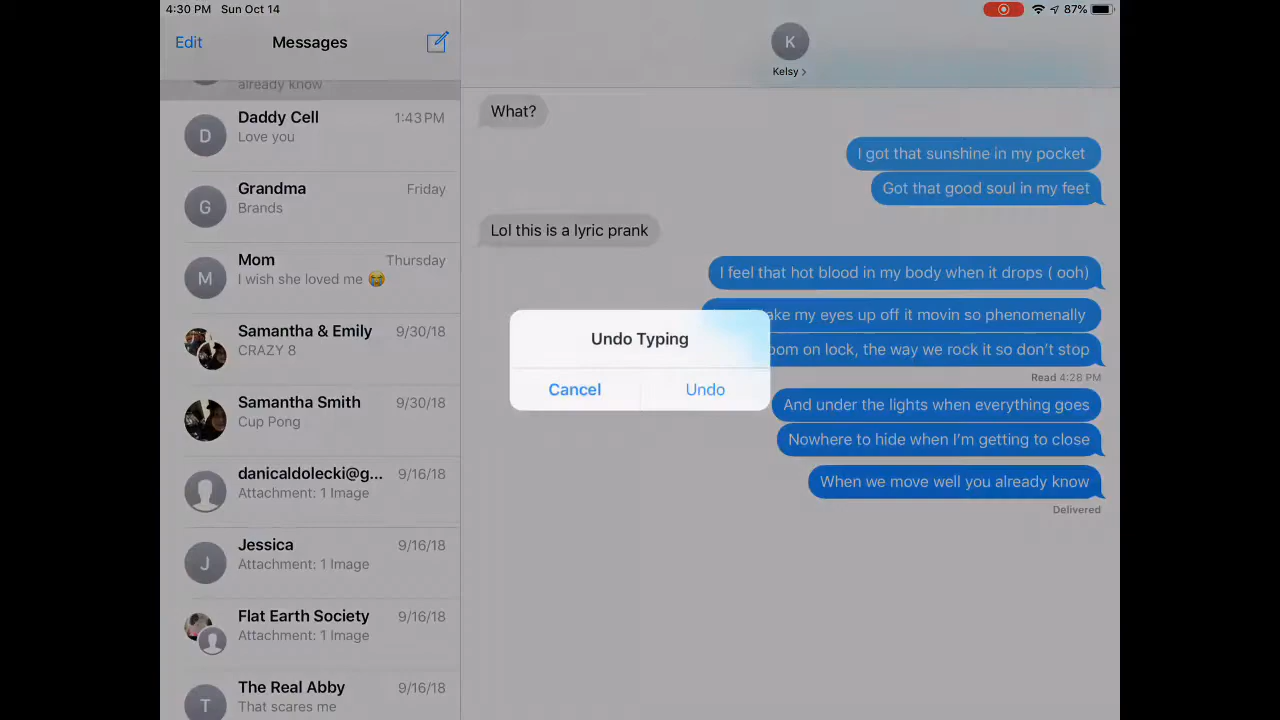 4:30 PM Sun Oct 14
87%
Edit
Messages
already know
Daddy Cell
1:43 PM
Love you
D
Grandma
Friday
Brands
G
Mom
Thursday
I wish she loved me 😭
M
Samantha & Emily
9/30/18
CRAZY 8
Samantha Smith
9/30/18
Cup Pong
danicaldolecki@g...
9/16/18
Attachment: 1 Image
Jessica
9/16/18
Attachment: 1 Image
J
Flat Earth Society
9/16/18
Attachment: 1 Image
The Real Abby
9/16/18
That scares me
T
K
Kelsy >
What?
I got that sunshine in my pocket
Got that good soul in my feet
Lol this is a lyric prank
I feel that hot blood in my body when it drops ( ooh)
my eyes up off it movin so phenomenally
on lock, the way we rock it so don't stop
Read 4:28 PM
And under the lights when everything goes
Nowhere to hide when I'm getting to close
When we move well you already know
Delivered
Undo Typing
Cancel
Undo